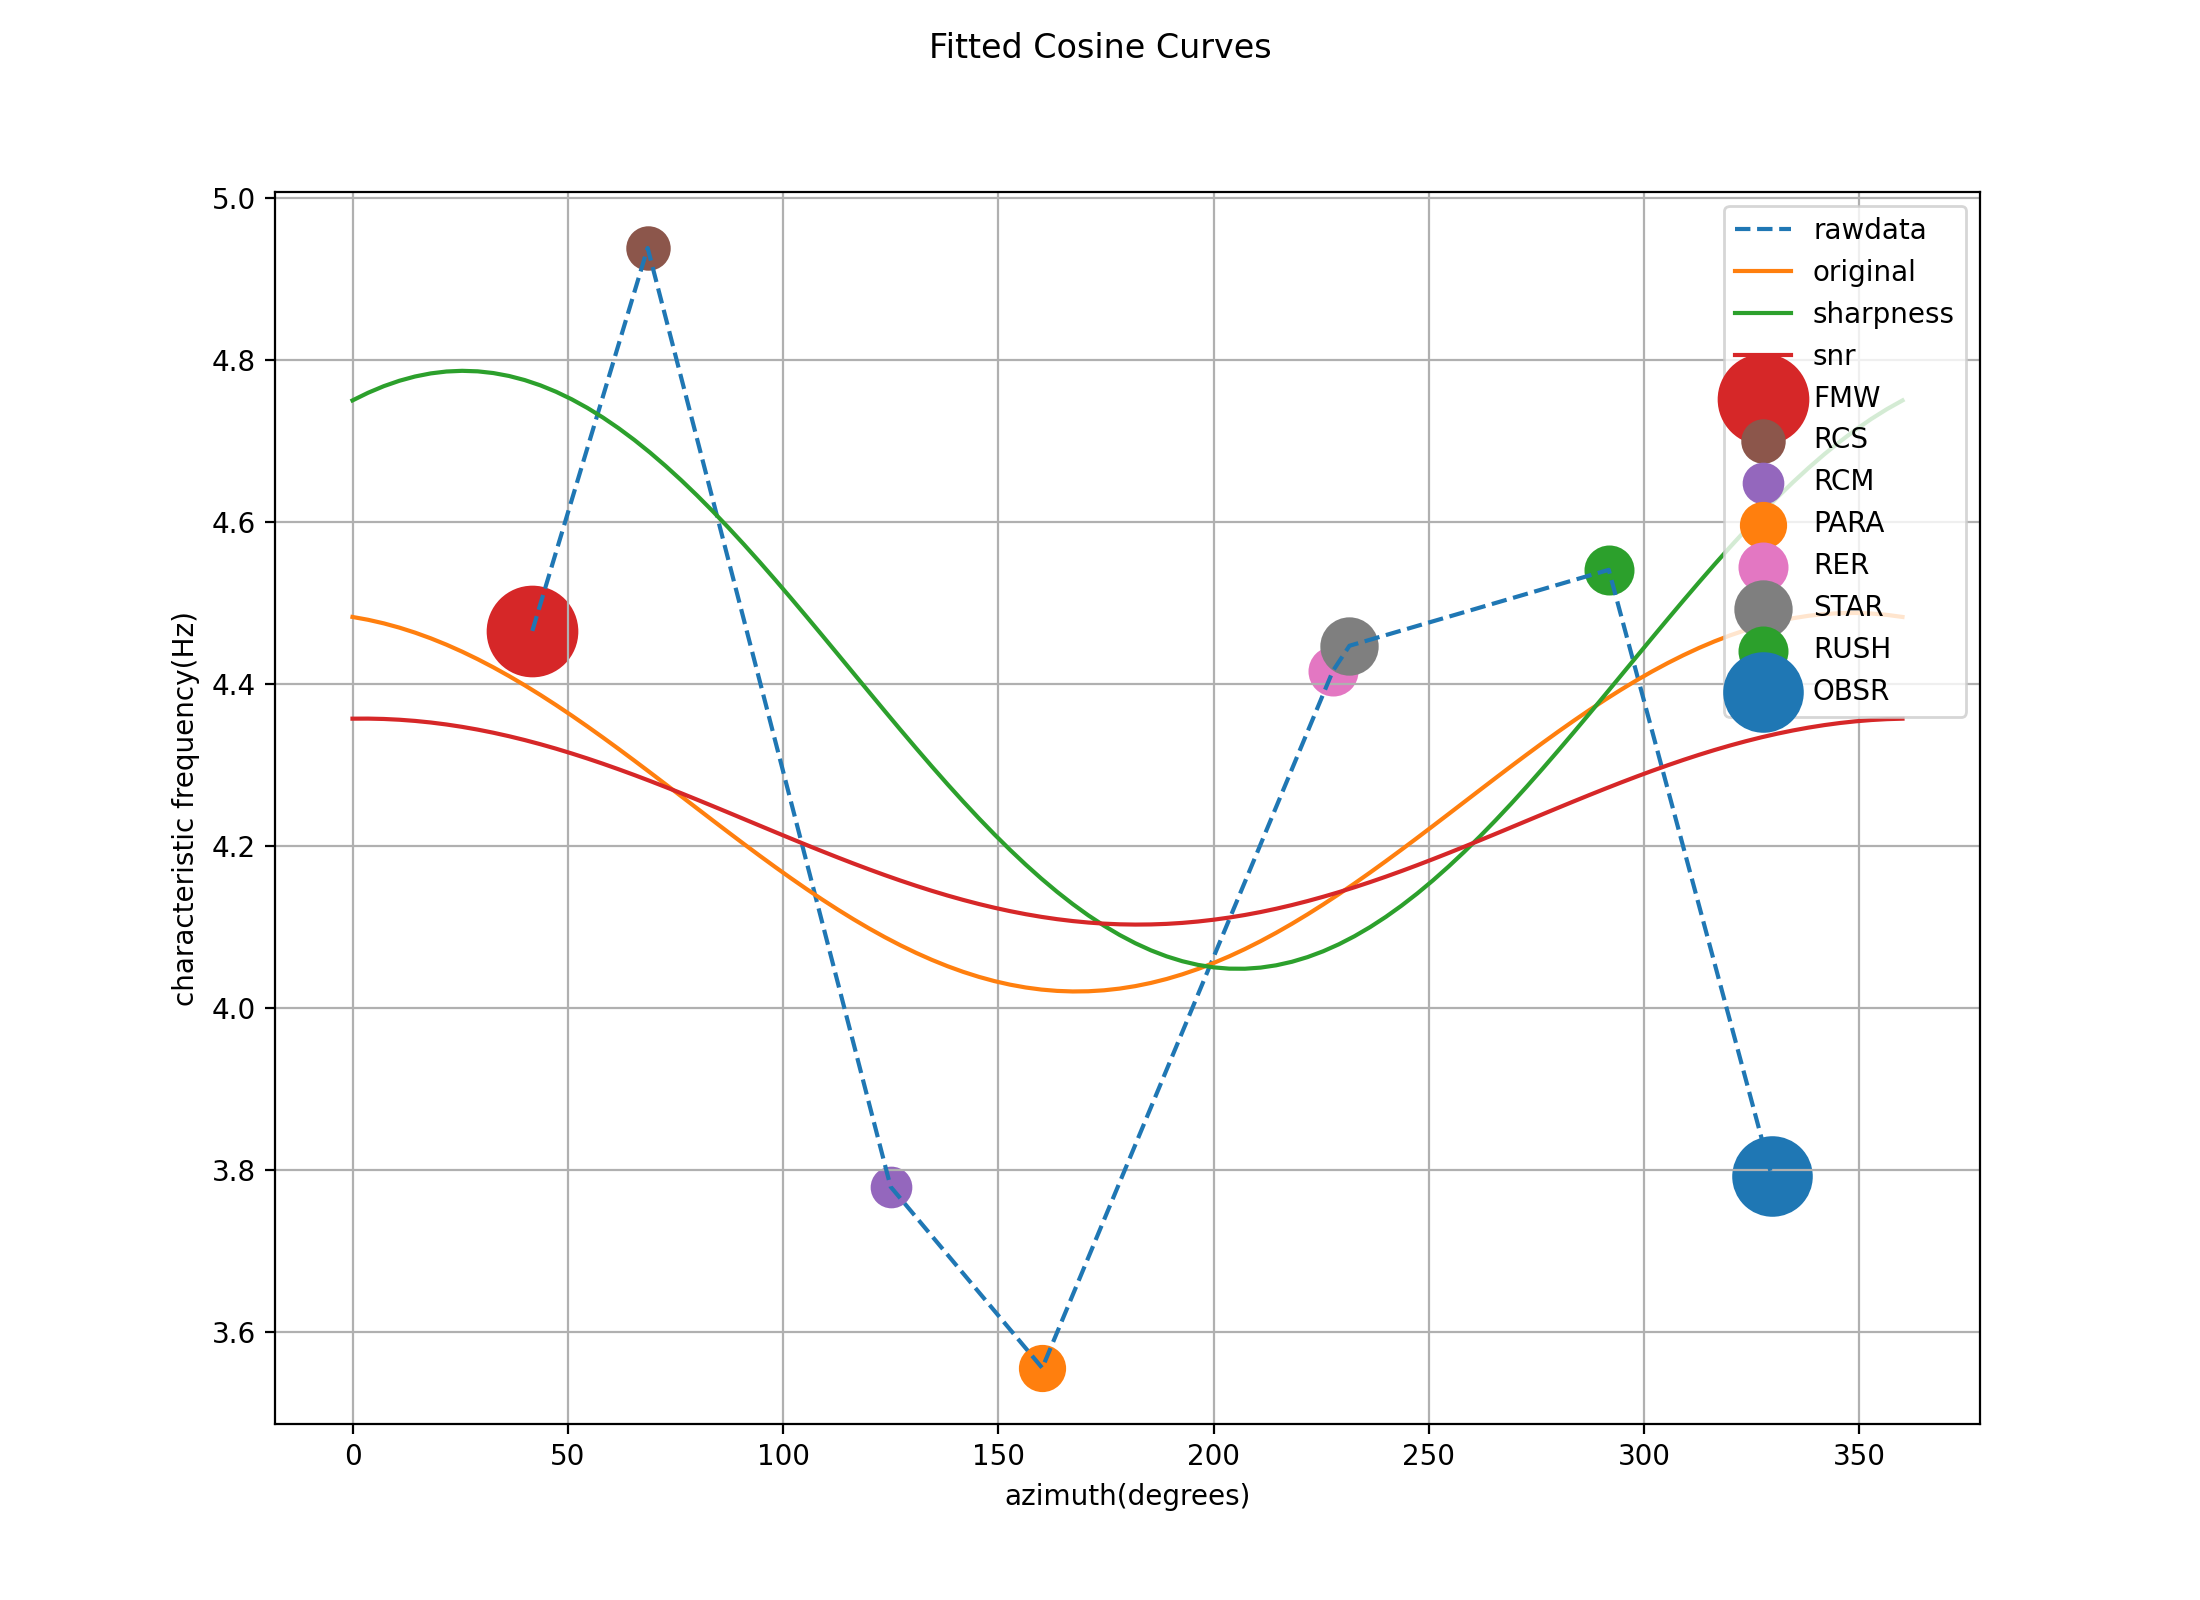 Fitted Cosine Curves
5.0
4.8
4.6
4.4
4.2
4.0
3.8
3.6
characteristic frequency(Hz)
rawdata
original
sharpness
snr
FMW
RCS
RCM
PARA
RER
STAR
RUSH
OBSR
0 50 100 150 200 250 300 350
azimuth(degrees)